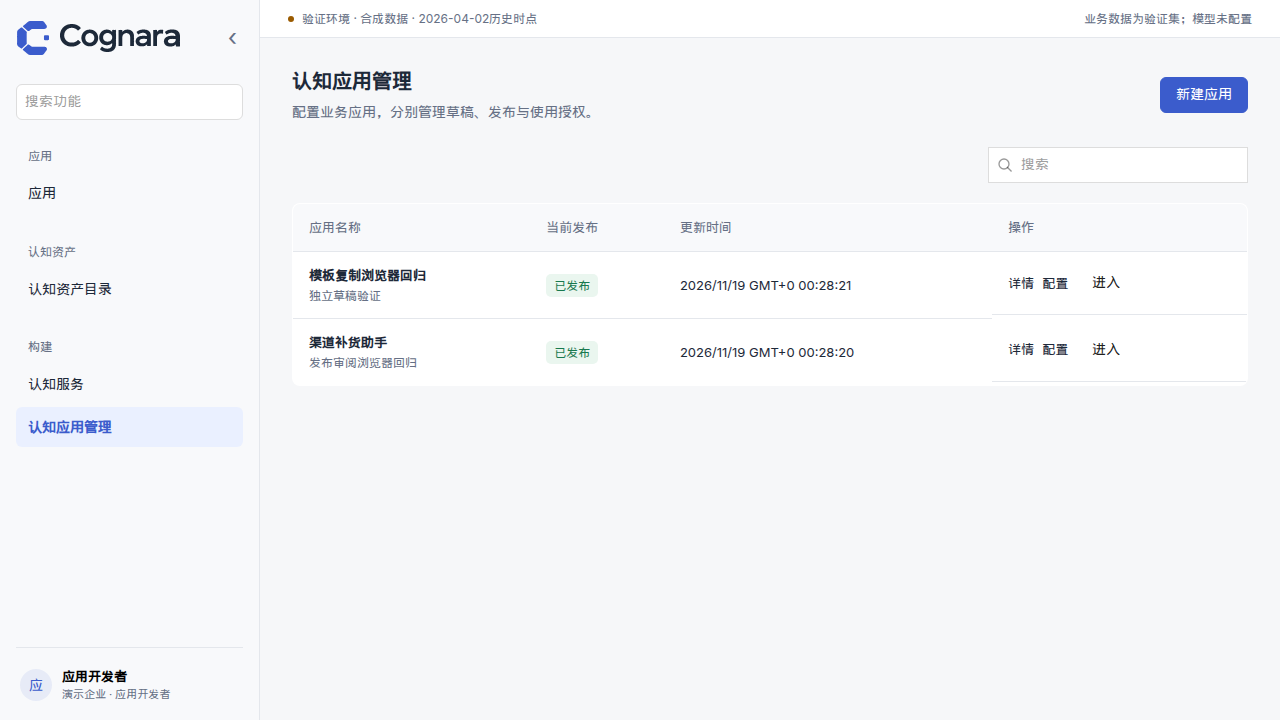 Cognara
搜索功能
应用
应用
认知资产
认知资产目录
构建
认知服务
认知应用管理
应
应用开发者
演示企业 · 应用开发者
验证环境 · 合成数据 · 2026-04-02历史时点
业务数据为验证集；模型未配置
认知应用管理
配置业务应用，分别管理草稿、发布与使用授权。
新建应用
搜索
应用名称 当前发布 更新时间 操作
模板复制浏览器回归
独立草稿验证
已发布 2026/11/19 GMT+0 00:28:21 详情 配置 进入
渠道补货助手
发布审阅浏览器回归
已发布 2026/11/19 GMT+0 00:28:20 详情 配置 进入